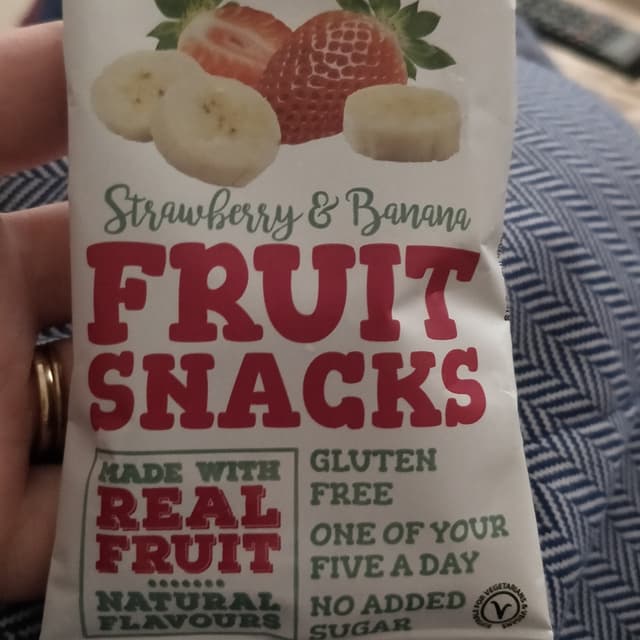 Strawberry & Banana
FRUIT
SNACKS
MADE WITH
REAL
FRUIT
NATURAL
FLAVOURS
GLUTEN
FREE
ONE OF YOUR
FIVE A DAY
NO ADDED
SUGAR
V